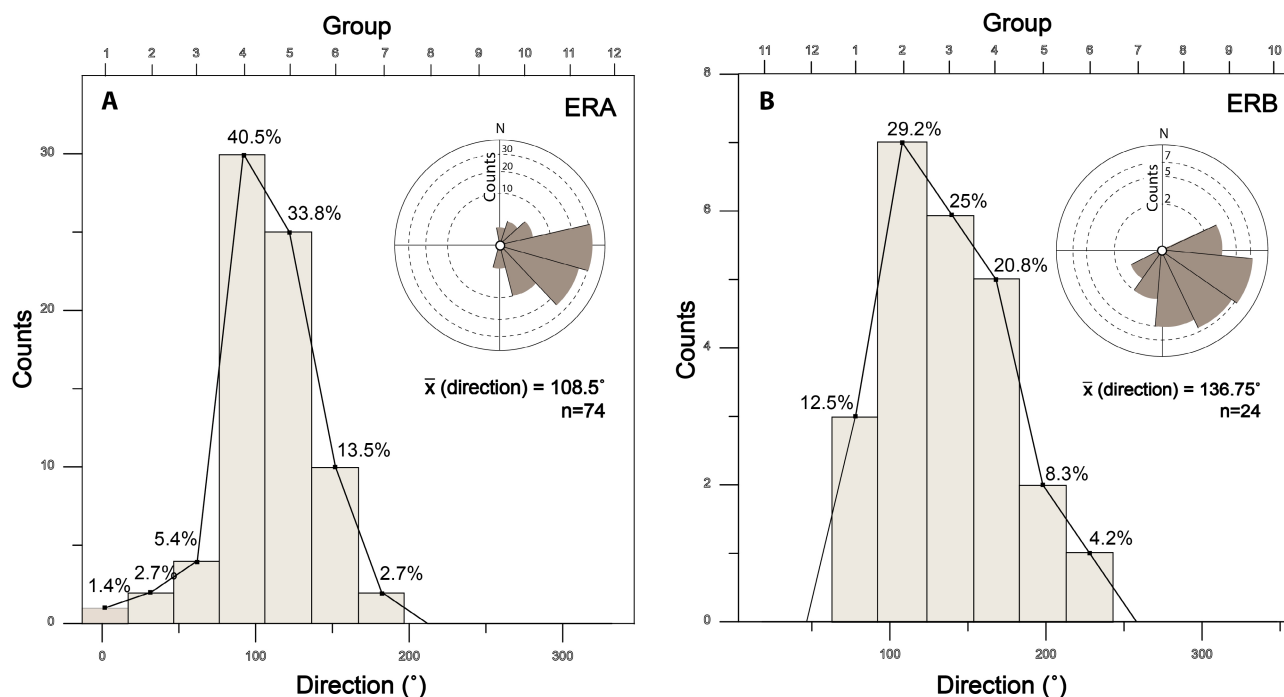 Group
1 2 3 4 5 6 7 8 9 10 11 12
A
ERA
40.5%
33.8%
13.5%
5.4%
2.7%
1.4%
2.7%
30
20
10
0
Counts
N
30
20
10
Counts
x̄ (direction) = 108.5°
n=74
0 100 200 300
Direction (°)
Group
11 12 1 2 3 4 5 6 7 8 9 10
B
ERB
29.2%
25%
20.8%
12.5%
8.3%
4.2%
8
6
4
2
0
Counts
N
7
5
2
Counts
x̄ (direction) = 136.75°
n=24
100 200 300
Direction (°)